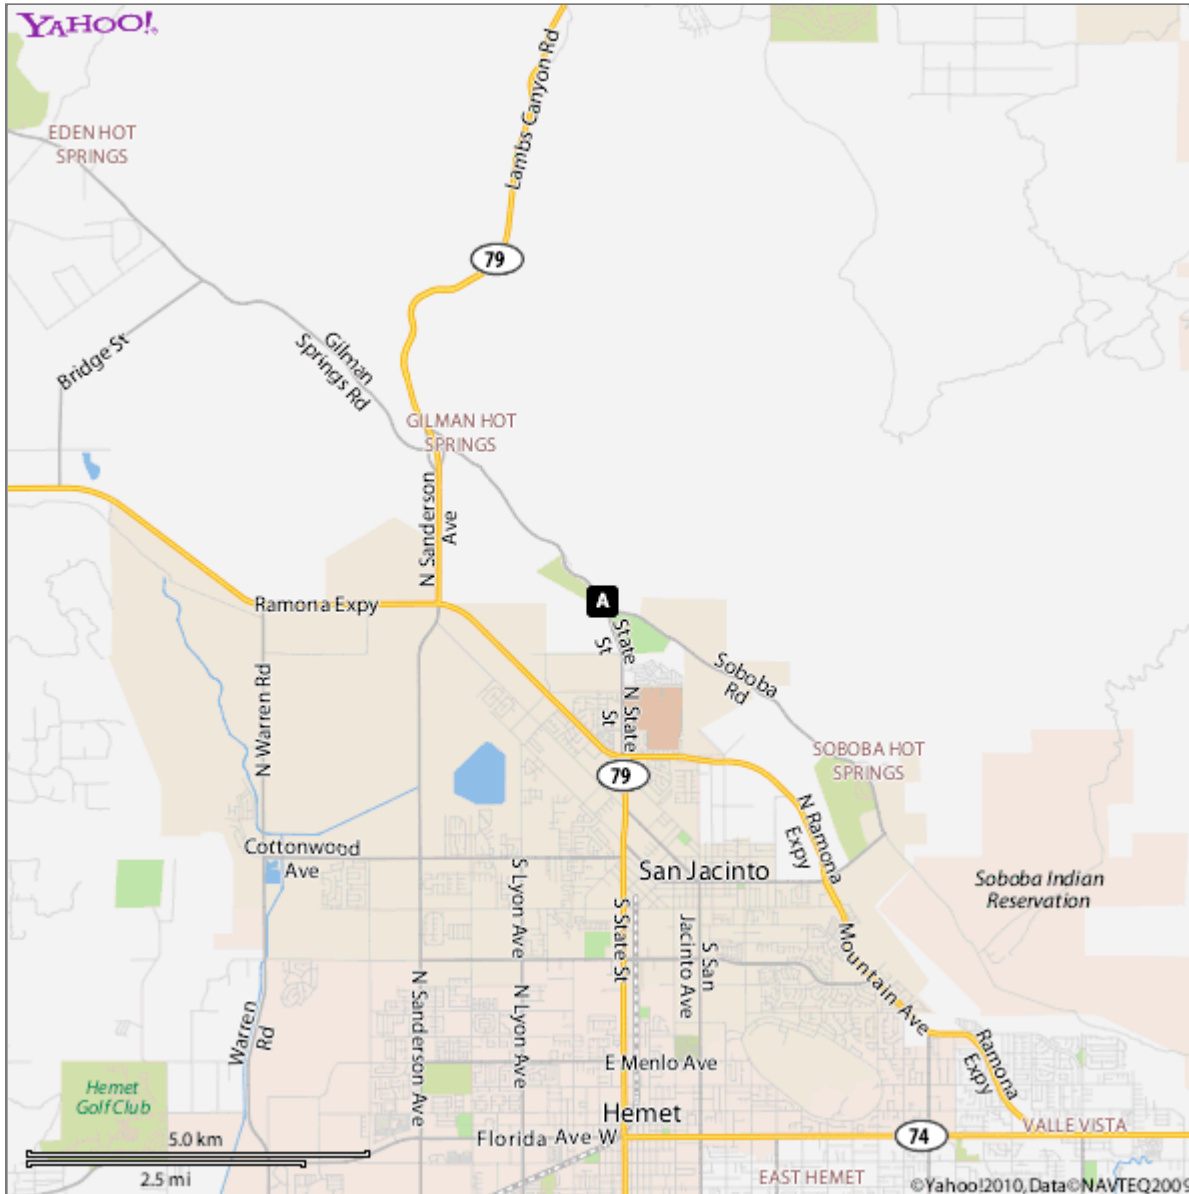 YAHOO!
Lambs Canyon Rd
EDEN HOT
SPRINGS
79
Bridge St
Gilman
Springs Rd
GILMAN HOT
SPRINGS
N Sanderson
Ave
Ramona Expy
A
State
St
Soboba
Rd
N Warren Rd
N State
St
SOBOBA HOT
SPRINGS
79
N Ramona
Expy
Cottonwood
Ave
San Jacinto
S Lyon Ave
S State St
Soboba Indian
Reservation
S San
Jacinto Ave
Mountain Ave
N Sanderson Ave
N Lyon Ave
Warren
Rd
Ramona
Expy
E Menlo Ave
Hemet
Golf Club
Hemet
5.0 km
Florida Ave W
74
VALLE VISTA
2.5 mi
EAST HEMET
©Yahoo!2010,Data©NAVTEQ2009